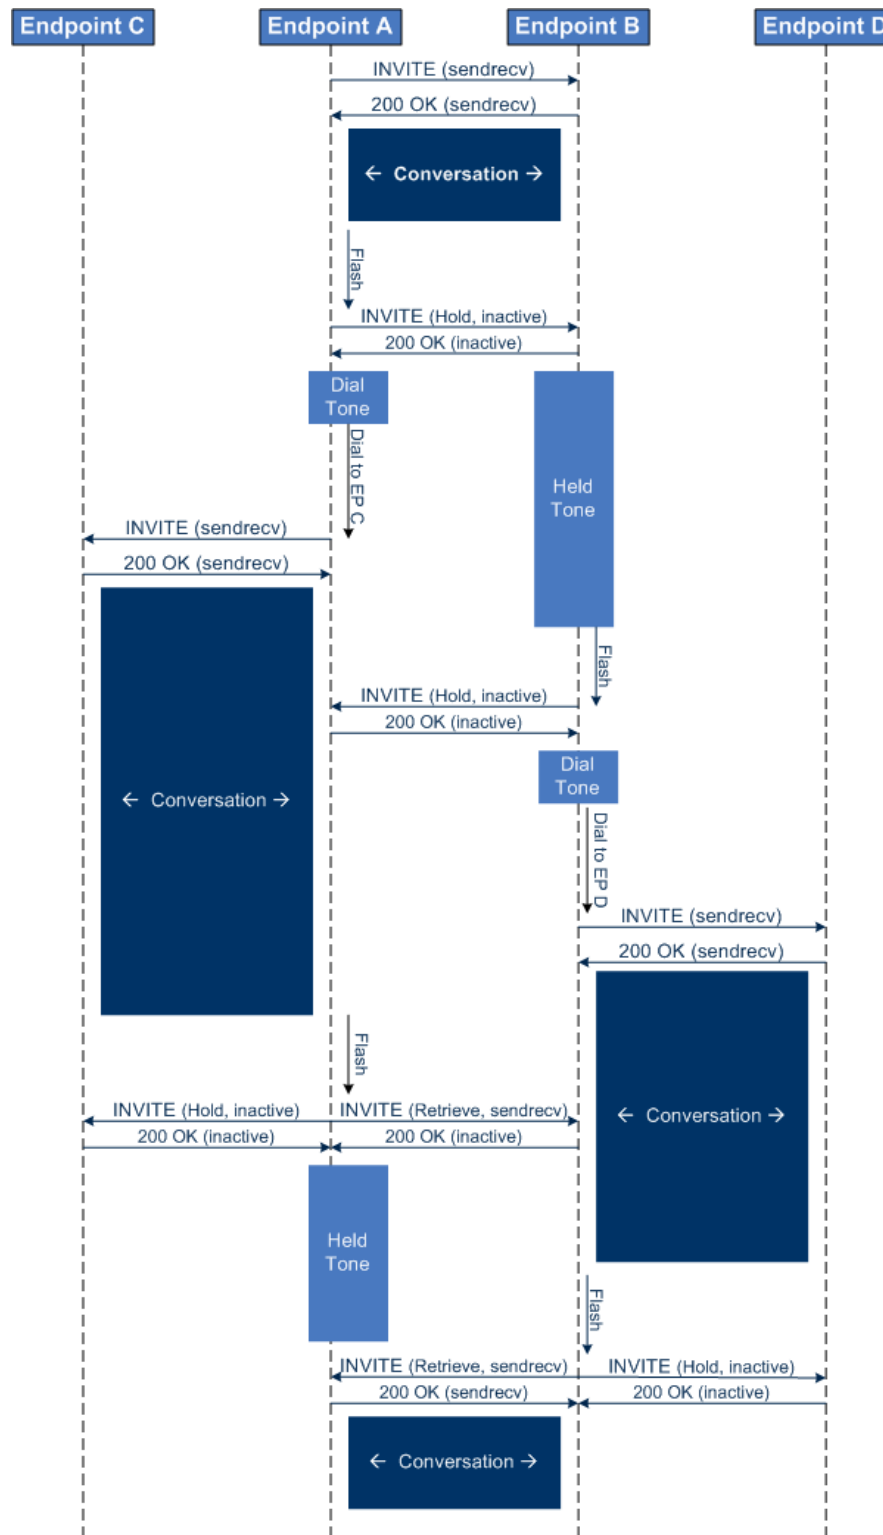 Endpoint C
Endpoint A
Endpoint B
Endpoint D
INVITE (sendrecv)
200 OK (sendrecv)
← Conversation →
Flash
INVITE (Hold, inactive)
200 OK (inactive)
Dial
Tone
Held
Tone
Dial to EP C
INVITE (sendrecv)
200 OK (sendrecv)
Flash
INVITE (Hold, inactive)
200 OK (inactive)
Dial
Tone
← Conversation →
Dial to EP D
INVITE (sendrecv)
200 OK (sendrecv)
Flash
INVITE (Hold, inactive)
INVITE (Retrieve, sendrecv)
← Conversation →
200 OK (inactive)
200 OK (inactive)
Held
Tone
Flash
INVITE (Retrieve, sendrecv)
INVITE (Hold, inactive)
200 OK (sendrecv)
200 OK (inactive)
← Conversation →